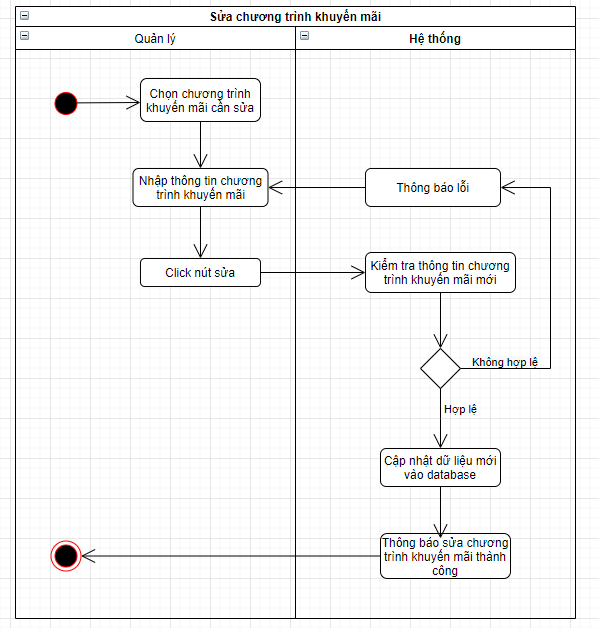 Sửa chương trình khuyến mãi
Quản lý
Hệ thống
Chọn chương trình
khuyến mãi cần sửa
Nhập thông tin chương
trình khuyến mãi
Thông báo lỗi
Click nút sửa
Kiểm tra thông tin chương
trình khuyến mãi mới
Không hợp lệ
Hợp lệ
Cập nhật dữ liệu mới
vào database
Thông báo sửa chương
trình khuyến mãi thành
công